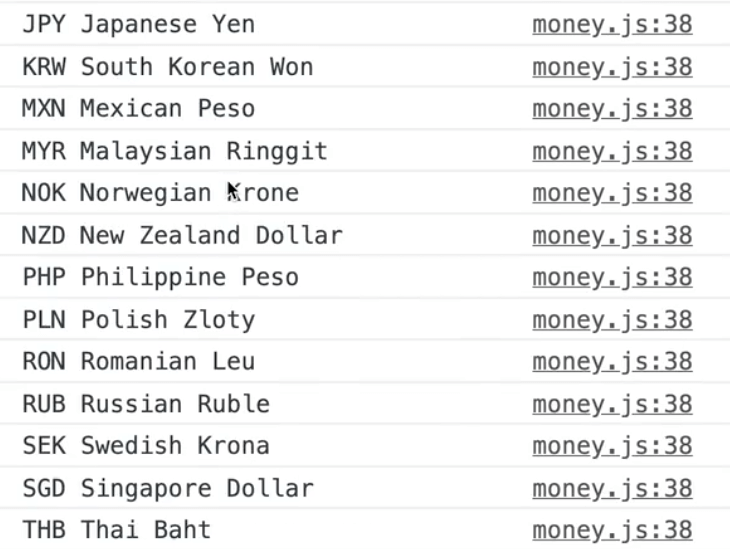 JPY Japanese Yen money.js:38
KRW South Korean Won money.js:38
MXN Mexican Peso money.js:38
MYR Malaysian Ringgit money.js:38
NOK Norwegian Krone money.js:38
NZD New Zealand Dollar money.js:38
PHP Philippine Peso money.js:38
PLN Polish Zloty money.js:38
RON Romanian Leu money.js:38
RUB Russian Ruble money.js:38
SEK Swedish Krona money.js:38
SGD Singapore Dollar money.js:38
THB Thai Baht money.js:38